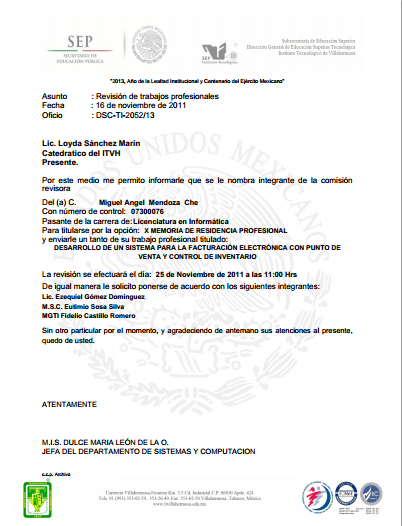 SEP
SECRETARÍA DE
EDUCACIÓN PÚBLICA
SEP
Subsecretaría de Educación Superior
Dirección General de Educación Superior Tecnológica
Instituto Tecnológico de Villahermosa
"2013, Año de la Lealtad Institucional y Centenario del Ejército Mexicano"
Asunto : Revisión de trabajos profesionales
Fecha : 16 de noviembre de 2011
Oficio : DSC-TI-2052/13
UNIDOS MEXICANOS
Lic. Loyda Sánchez Marin
Catedratico del ITVH
Presente.
Por este medio me permito informarle que se le nombra integrante de la comisión
revisora
Del (a) C. Miguel Angel Mendoza Che
Con número de control: 07300076
Pasante de la carrera de: Licenciatura en Informática
Para titularse por la opción: X MEMORIA DE RESIDENCIA PROFESIONAL
y enviarle un tanto de su trabajo profesional titulado:
DESARROLLO DE UN SISTEMA PARA LA FACTURACIÓN ELECTRÓNICA CON PUNTO DE
VENTA Y CONTROL DE INVENTARIO
La revisión se efectuará el día: 25 de Noviembre de 2011 a las 11:00 Hrs
De igual manera le solicito ponerse de acuerdo con los siguientes integrantes:
Lic. Ezequiel Gómez Dominguez
M.S.C. Eutimio Sosa Silva
MGTI Fidelio Castillo Romero
Sin otro particular por el momento, y agradeciendo de antemano sus atenciones al presente,
quedo de usted.
ATENTAMENTE
M.I.S. DULCE MARIA LEÓN DE LA O.
JEFA DEL DEPARTAMENTO DE SISTEMAS Y COMPUTACION
c.c.p. Archivo
Carretera Villahermosa-Frontera Km. 3.5 Cd. Industrial C.P. 86010 Apdo. 424
Tels. 01 (993) 353-02-59, 353-26-49, Fax 353-02-59 Villahermosa, Tabasco, México
www.itvillahermosa.edu.mx